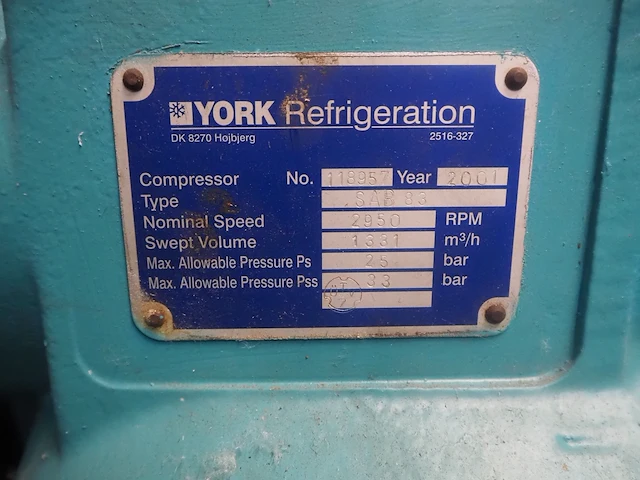 YORK Refrigeration
DK 8270 Højbjerg 2516-327
Compressor No. 118957 Year 2001
Type SAB 83
Nominal Speed 2950 RPM
Swept Volume 1331 m³/h
Max. Allowable Pressure Ps 25 bar
Max. Allowable Pressure Pss 33 bar